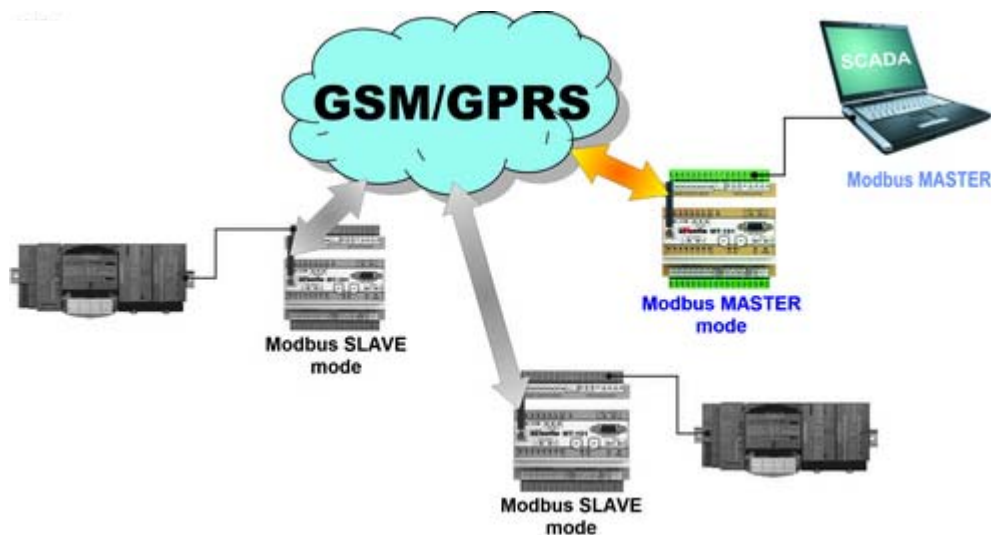 GSM/GPRS
SCADA
Modbus MASTER
Modbus MASTER
mode
Modbus SLAVE
mode
Modbus SLAVE
mode